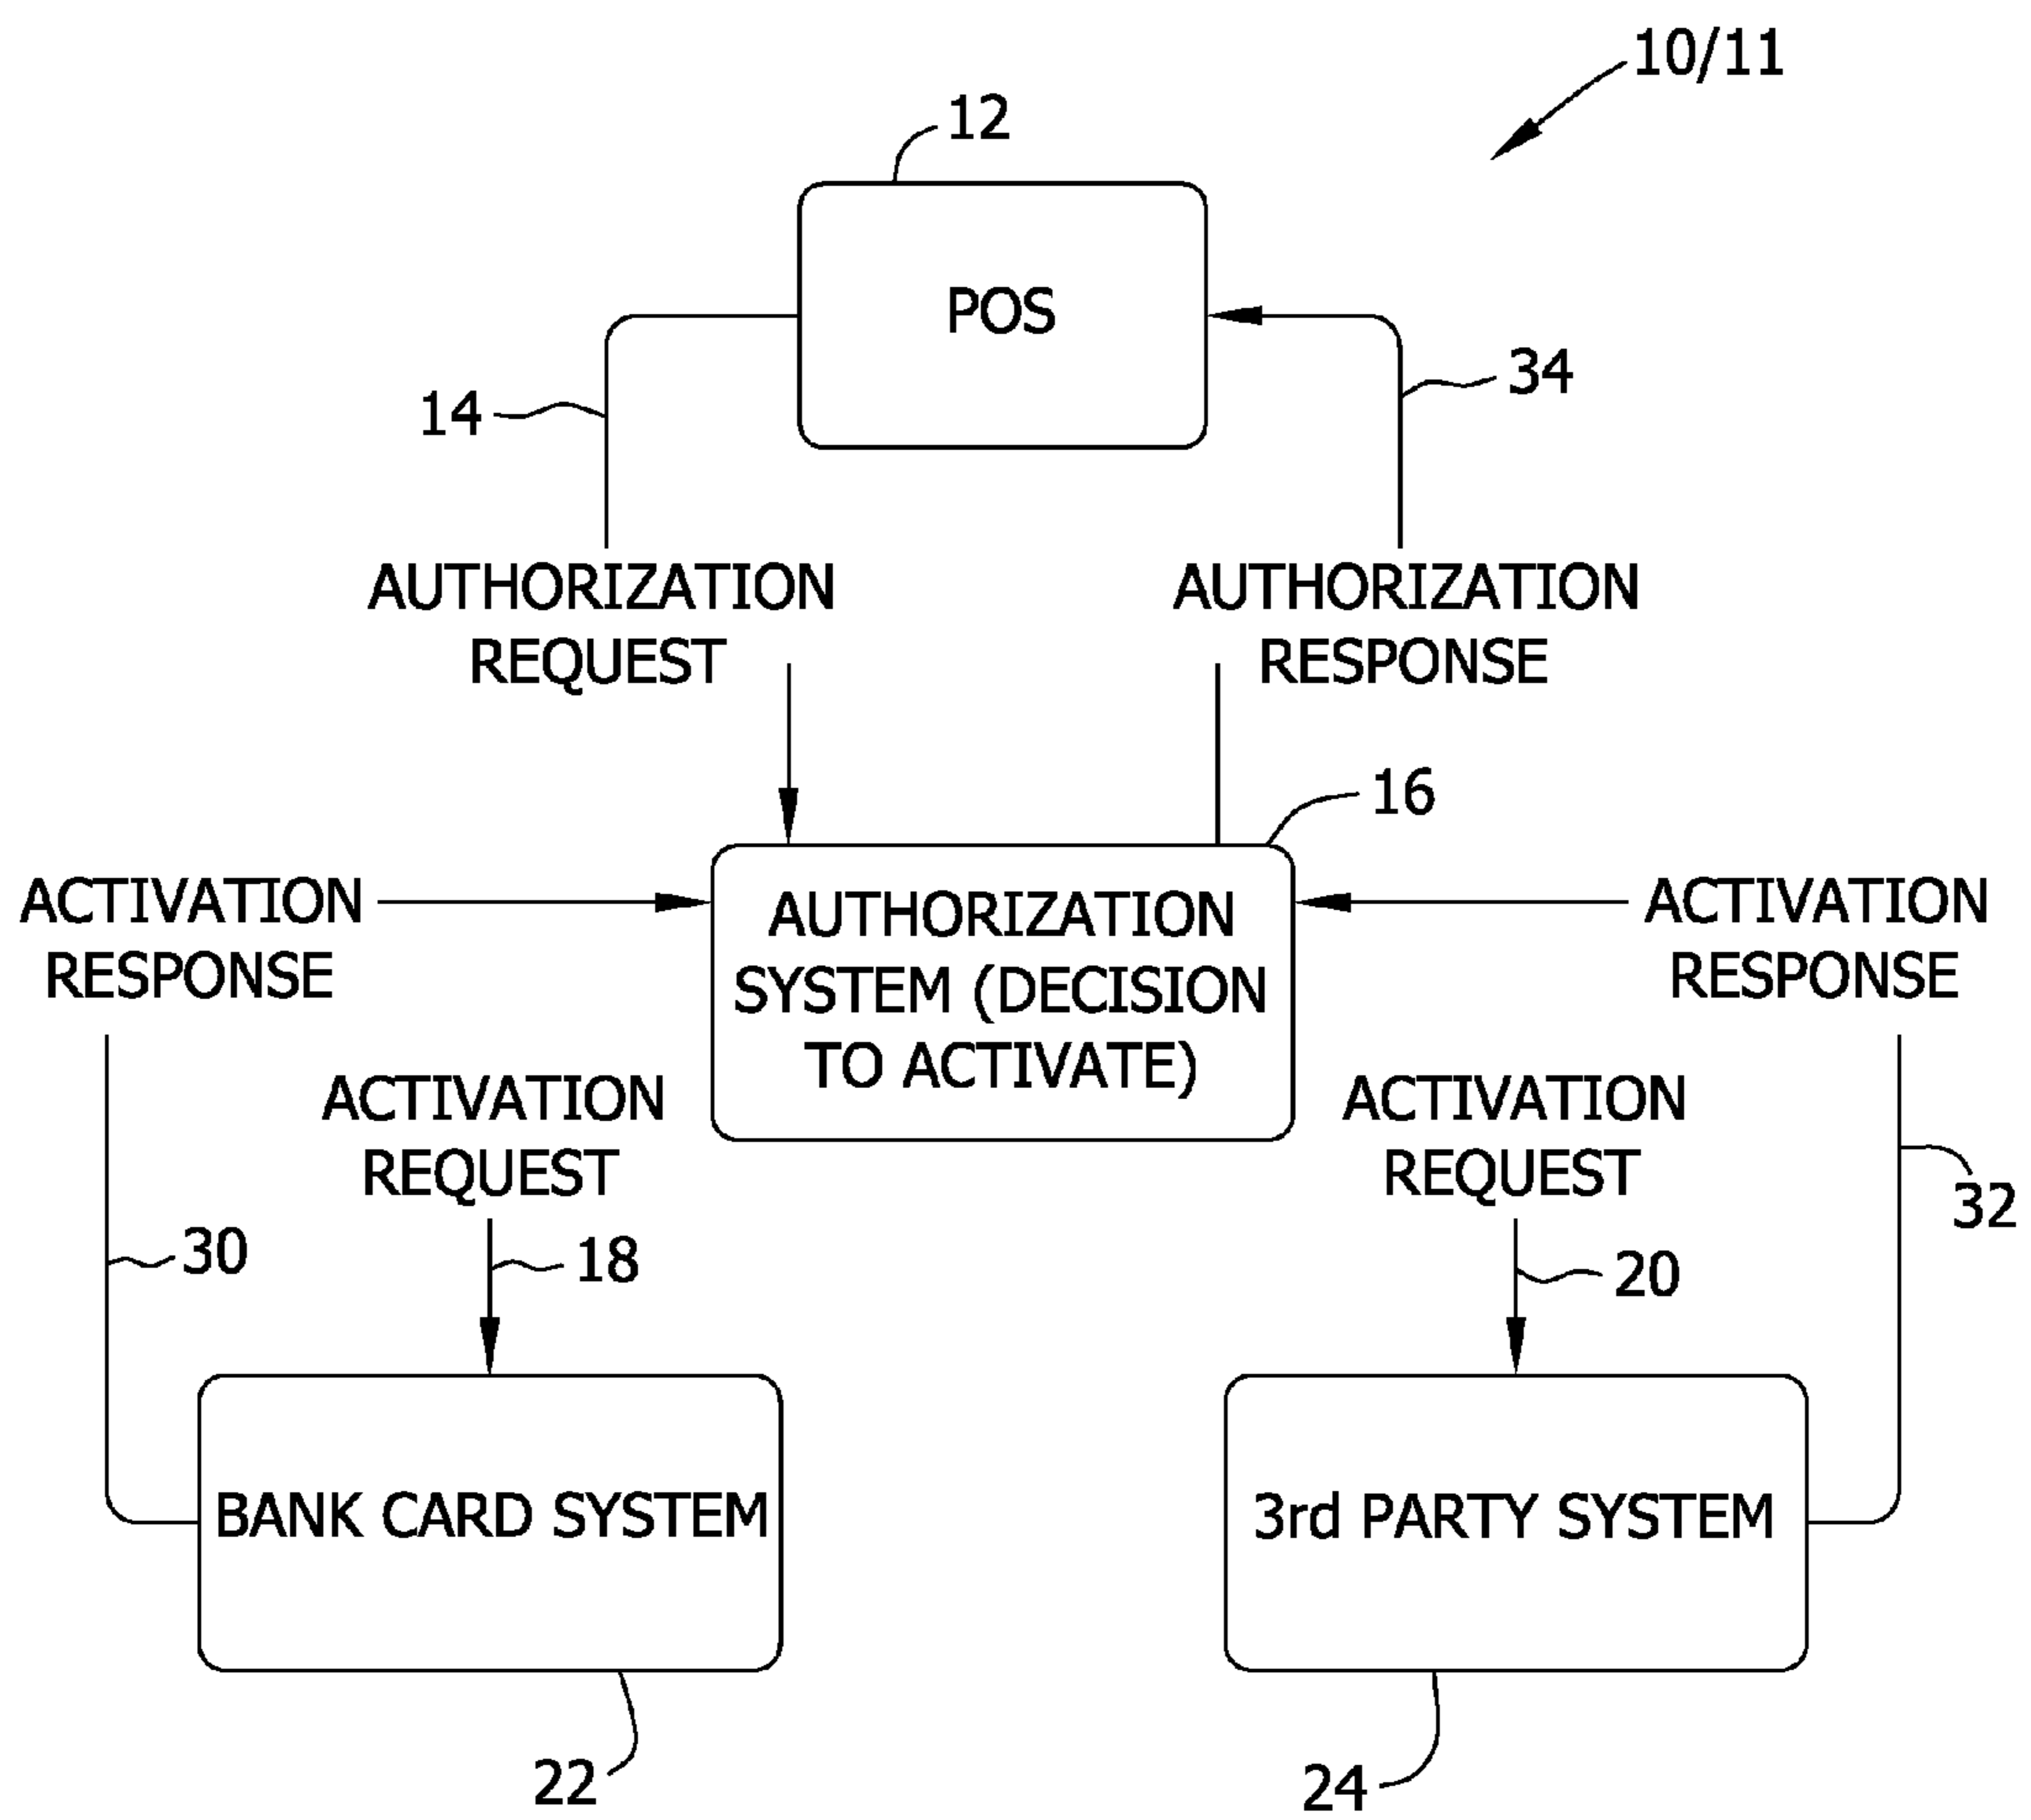 10/11
12
POS
14
34
AUTHORIZATION
REQUEST
AUTHORIZATION
RESPONSE
16
ACTIVATION
RESPONSE
AUTHORIZATION
SYSTEM (DECISION
TO ACTIVATE)
ACTIVATION
RESPONSE
ACTIVATION
REQUEST
ACTIVATION
REQUEST
30
18
20
32
BANK CARD SYSTEM
3rd PARTY SYSTEM
22
24